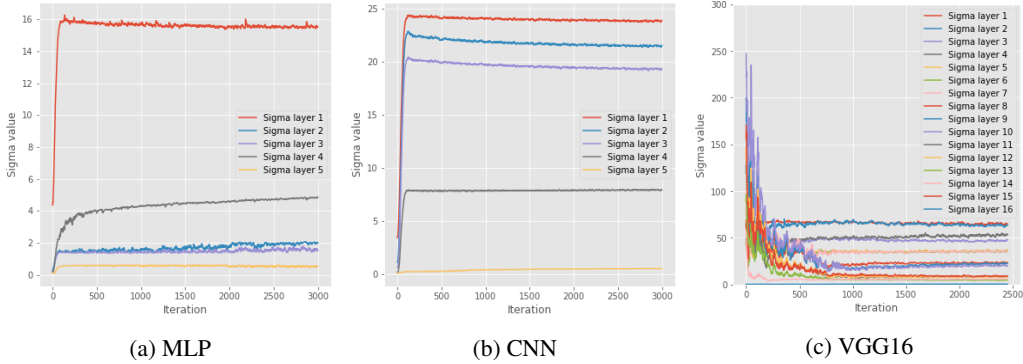 16
14
12
10
8
6
4
2
0
Sigma value
Sigma layer 1
Sigma layer 2
Sigma layer 3
Sigma layer 4
Sigma layer 5
0 500 1000 1500 2000 2500 3000
Iteration
(a) MLP
25
20
15
10
5
0
Sigma value
Sigma layer 1
Sigma layer 2
Sigma layer 3
Sigma layer 4
Sigma layer 5
0 500 1000 1500 2000 2500 3000
Iteration
(b) CNN
300
250
200
150
100
50
0
Sigma value
Sigma layer 1
Sigma layer 2
Sigma layer 3
Sigma layer 4
Sigma layer 5
Sigma layer 6
Sigma layer 7
Sigma layer 8
Sigma layer 9
Sigma layer 10
Sigma layer 11
Sigma layer 12
Sigma layer 13
Sigma layer 14
Sigma layer 15
Sigma layer 16
0 500 1000 1500 2000 2500
Iteration
(c) VGG16